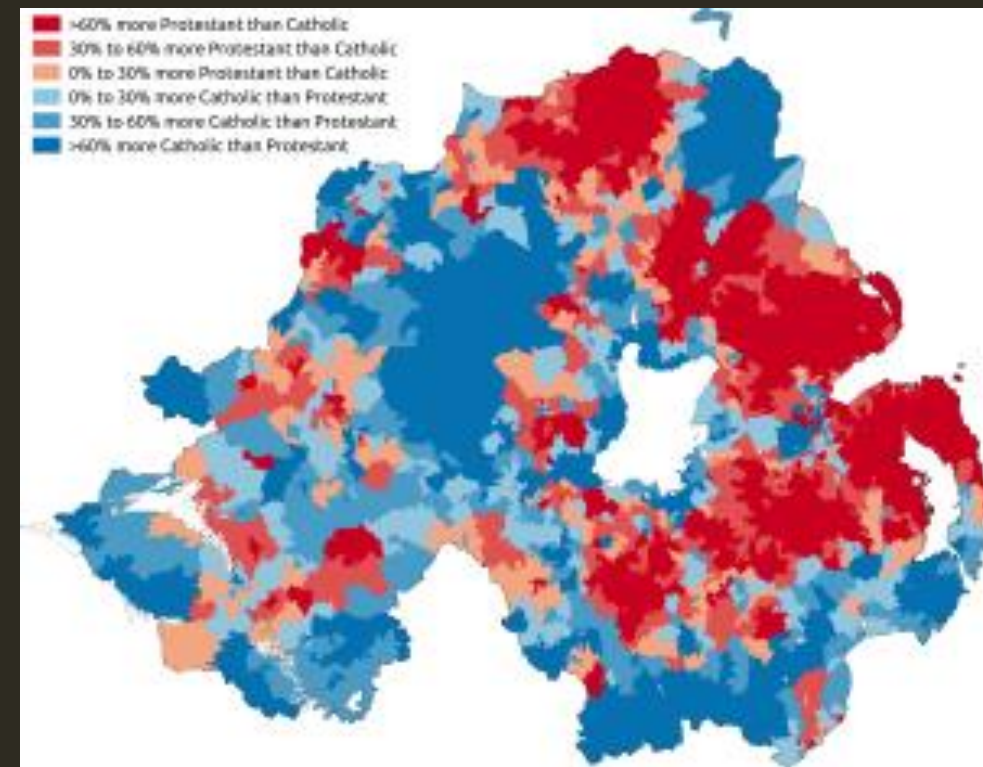 >60% more Protestant than Catholic
30% to 60% more Protestant than Catholic
0% to 30% more Protestant than Catholic
0% to 30% more Catholic than Protestant
30% to 60% more Catholic than Protestant
>60% more Catholic than Protestant